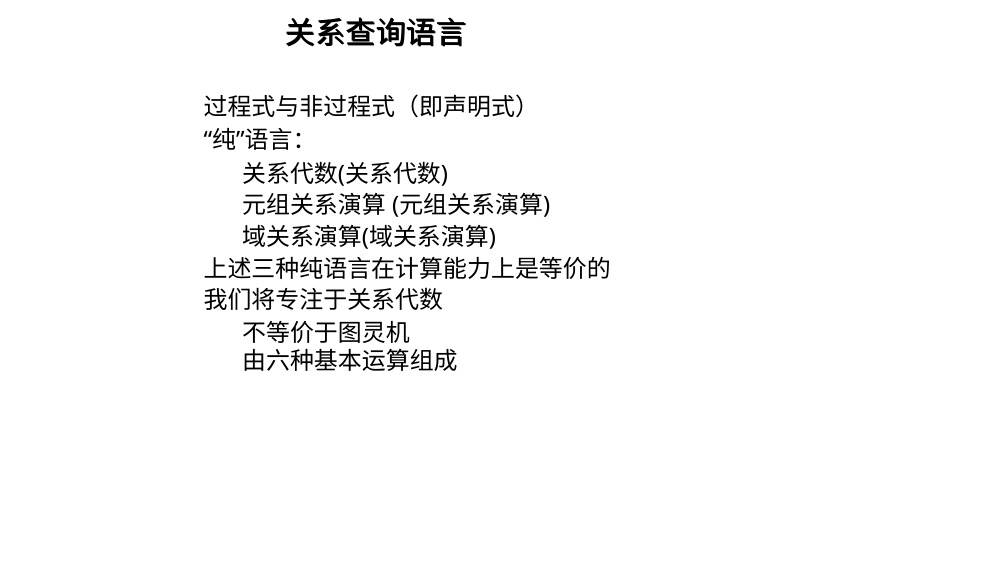 关系查询语言
过程式与非过程式（即声明式）
“纯”语言：
关系代数(关系代数)
元组关系演算 (元组关系演算)
域关系演算(域关系演算)
上述三种纯语言在计算能力上是等价的
我们将专注于关系代数
不等价于图灵机
由六种基本运算组成